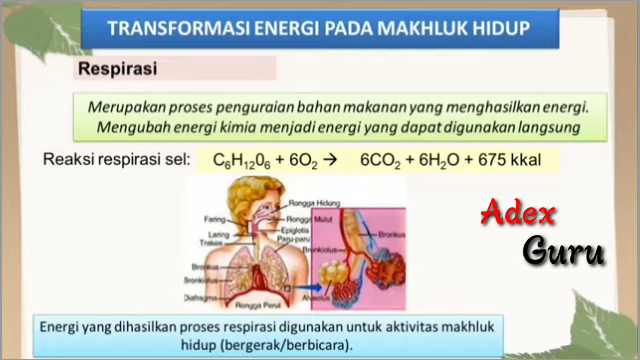 TRANSFORMASI ENERGI PADA MAKHLUK HIDUP
Respirasi
Merupakan proses penguraian bahan makanan yang menghasilkan energi.
Mengubah energi kimia menjadi energi yang dapat digunakan langsung
Reaksi respirasi sel: C₆H₁₂0₆ + 6O₂ → 6CO₂ + 6H₂O + 675 kkal
Rongga Hidung
Faring
Rongga Mulut
Laring
Epiglotis
Trakea
Paru-paru
Bronkus
Bronkiolus
Bronkus
Bronkiolus
Diafragma
Alveolus
Rongga Perut
Adex
Guru
Energi yang dihasilkan proses respirasi digunakan untuk aktivitas makhluk
hidup (bergerak/berbicara).